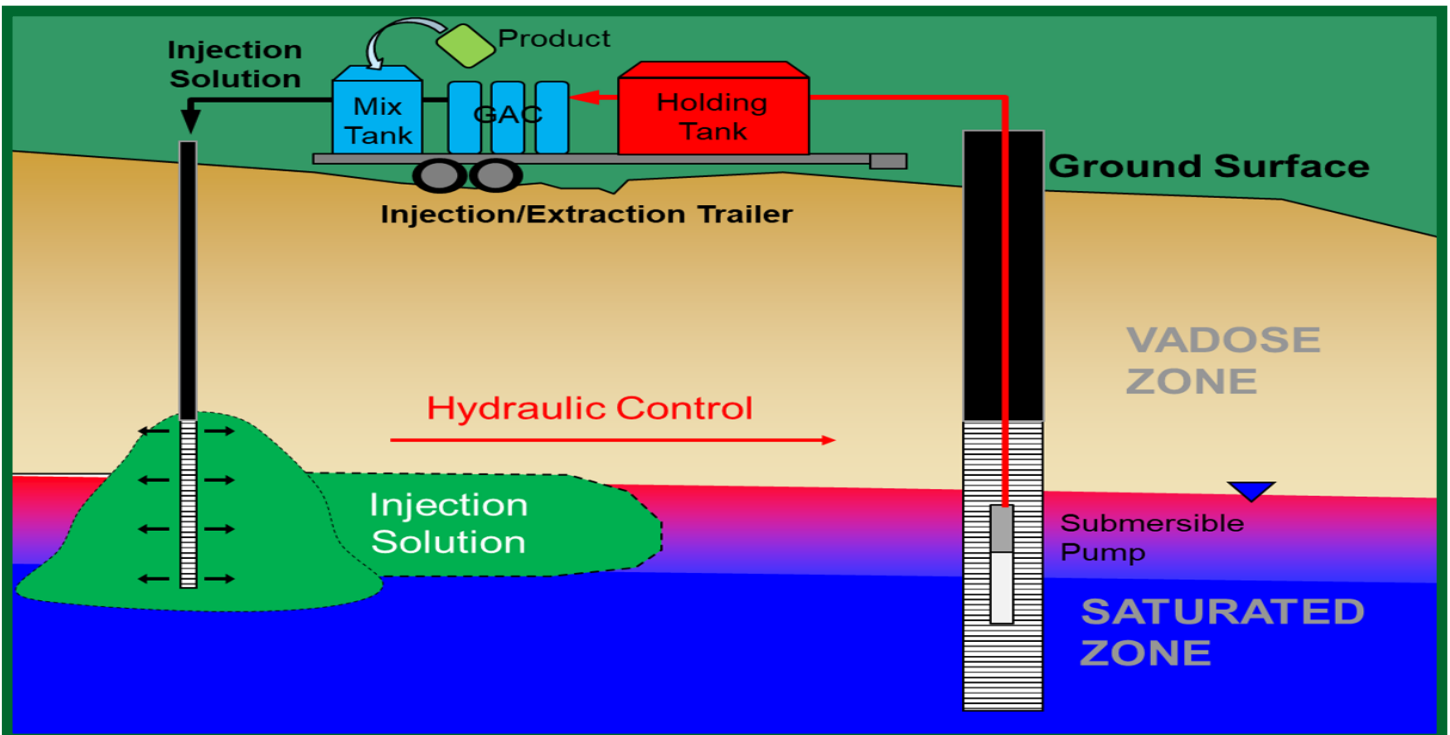 Product
Injection
Solution
Mix
Tank
GAC
Holding
Tank
Ground Surface
Injection/Extraction Trailer
VADOSE
ZONE
Hydraulic Control
Injection
Solution
Submersible
Pump
SATURATED
ZONE